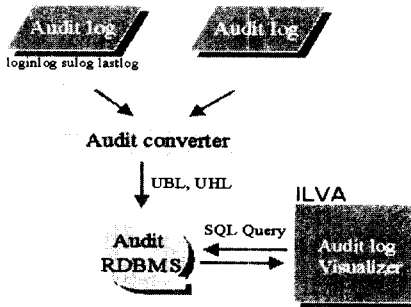 Audit log Audit log
loginlog sulog lastlog
Audit converter
UBL, UHL
ILVA
SQL Query
Audit
RDBMS
Audit log
Visualizer